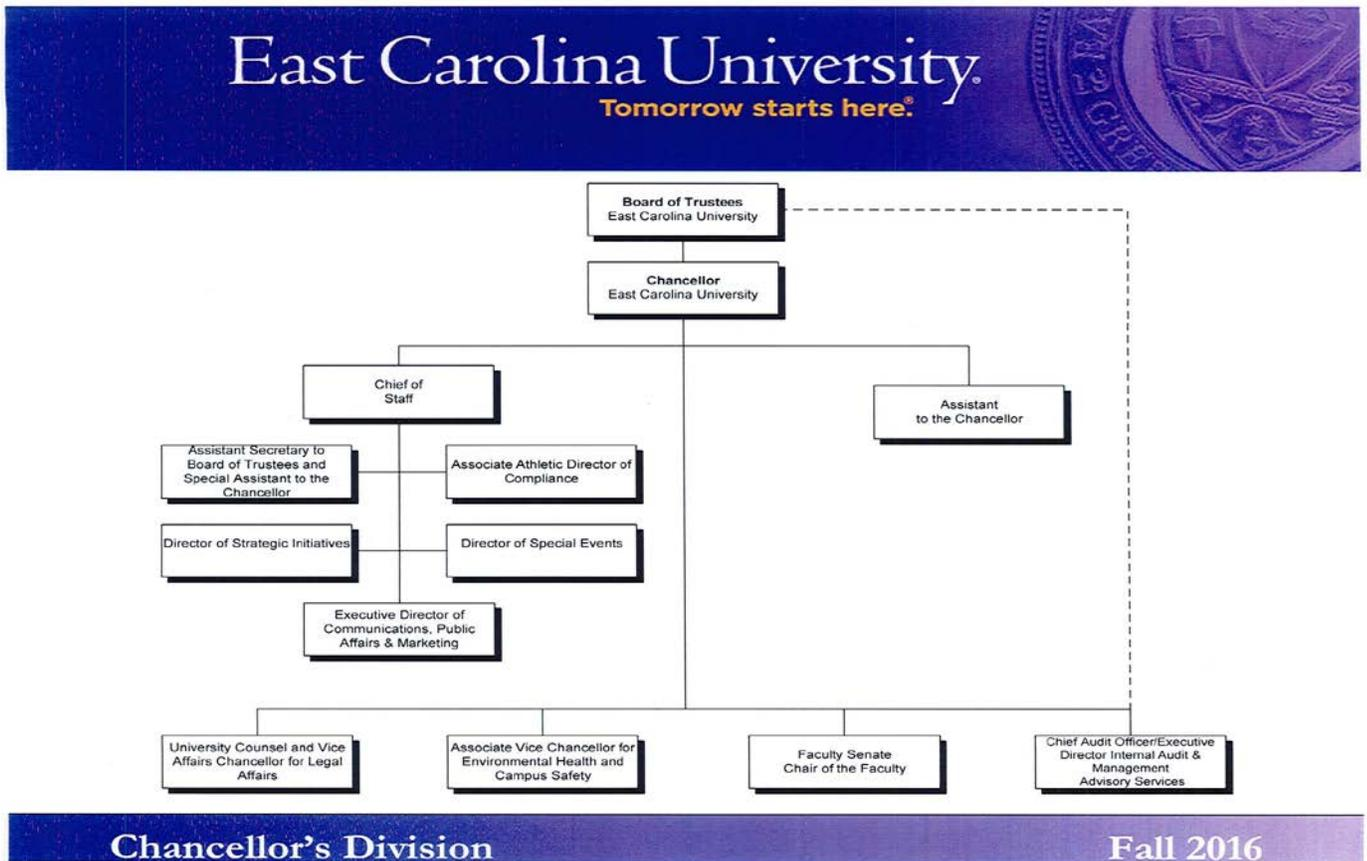 East Carolina University®
Tomorrow starts here.®
Board of Trustees
East Carolina University
Chancellor
East Carolina University
Chief of
Staff
Assistant
to the Chancellor
Assistant Secretary to
Board of Trustees and
Special Assistant to the
Chancellor
Associate Athletic Director of
Compliance
Director of Strategic Initiatives
Director of Special Events
Executive Director of
Communications, Public
Affairs & Marketing
University Counsel and Vice
Affairs Chancellor for Legal
Affairs
Associate Vice Chancellor for
Environmental Health and
Campus Safety
Faculty Senate
Chair of the Faculty
Chief Audit Officer/Executive
Director Internal Audit &
Management
Advisory Services
Chancellor's Division
Fall 2016